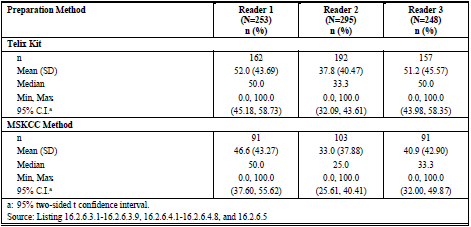 Preparation Method Reader 1 (N=253) n (%) Reader 2 (N=295) n (%) Reader 3 (N=248) n (%)
Telix Kit
n 162 192 157
Mean (SD) 52.0 (43.69) 37.8 (40.47) 51.2 (45.57)
Median 50.0 33.3 50.0
Min, Max 0.0, 100.0 0.0, 100.0 0.0, 100.0
95% C.I.ᵃ (45.18, 58.73) (32.09, 43.61) (43.98, 58.35)
MSKCC Method
n 91 103 91
Mean (SD) 46.6 (43.27) 33.0 (37.88) 40.9 (42.90)
Median 50.0 25.0 33.3
Min, Max 0.0, 100.0 0.0, 100.0 0.0, 100.0
95% C.I.ᵃ (37.60, 55.62) (25.61, 40.41) (32.00, 49.87)
a: 95% two-sided t confidence interval.
Source: Listing 16.2.6.3.1-16.2.6.3.9, 16.2.6.4.1-16.2.6.4.8, and 16.2.6.5